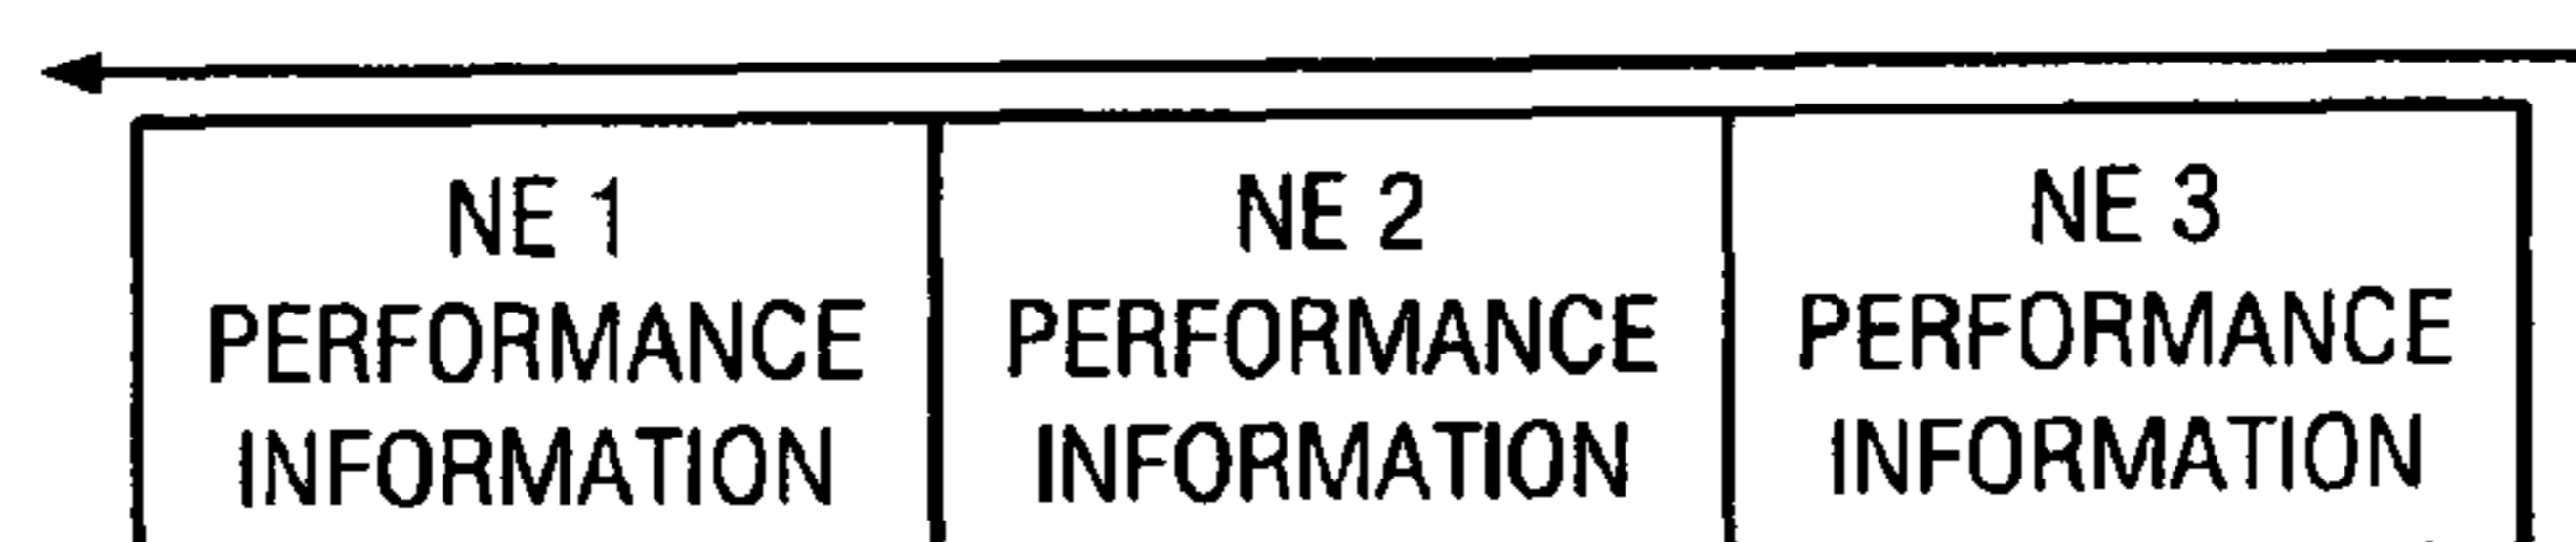 NE 1
PERFORMANCE
INFORMATION
NE 2
PERFORMANCE
INFORMATION
NE 3
PERFORMANCE
INFORMATION